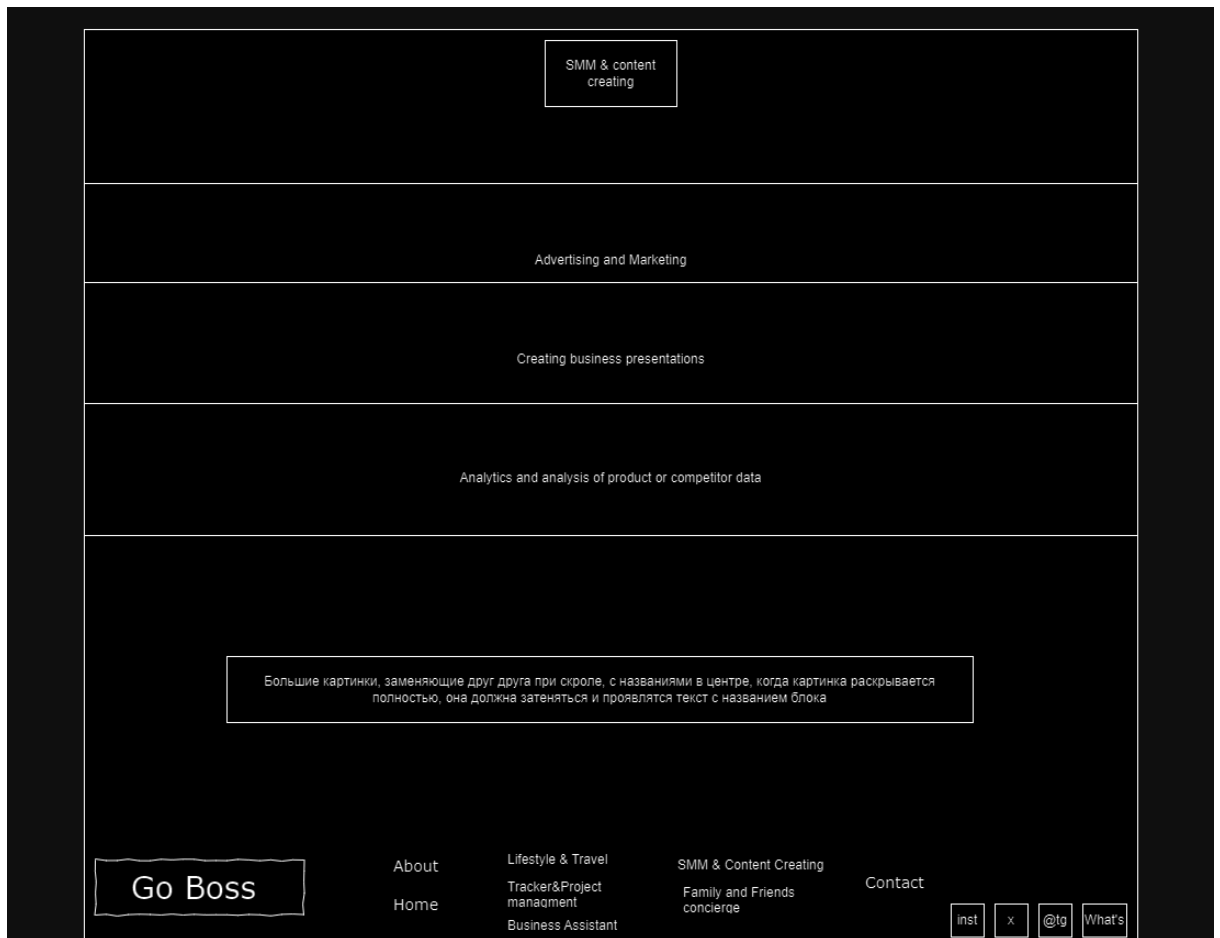 SMM & content
creating
Advertising and Marketing
Creating business presentations
Analytics and analysis of product or competitor data
Большие картинки, заменяющие друг друга при скроле, с названиями в центре, когда картинка раскрывается
полностью, она должна затеняться и проявлятся текст с названием блока
Go Boss
About
Home
Lifestyle & Travel
Tracker&Project
managment
Business Assistant
SMM & Content Creating
Family and Friends
concierge
Contact
inst
x
@tg
What's